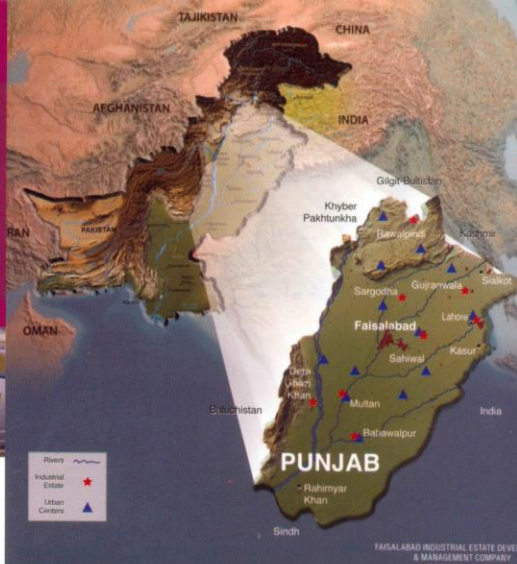 TAJIKISTAN
CHINA
AFGHANISTAN
INDIA
Gilgit-Bultistan
Khyber
Pakhtunkha
Rawalpindi
Kashmir
RAN
PAKISTAN
Sialkot
Gujranwala
Sargodha
Lahore
Faisalabad
OMAN
Kasur
Sahiwal
Dera
Ghazi
Khan
Multan
Baluchistan
India
Bahawalpur
PUNJAB
Rivers
Industrial
Estate
Urban
Centers
Rahimyar
Khan
Sindh
FAISALABAD INDUSTRIAL ESTATE DEVE
& MANAGEMENT COMPANY